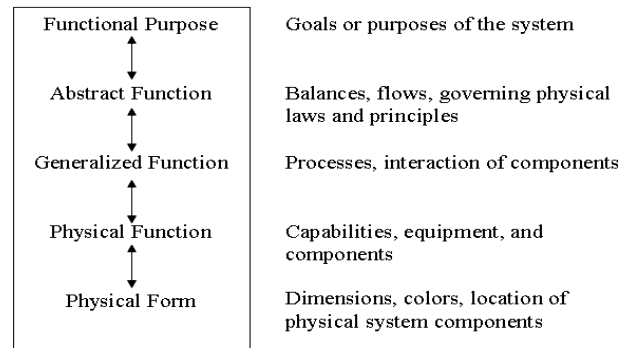 Functional Purpose
Goals or purposes of the system
Abstract Function
Balances, flows, governing physical
laws and principles
Generalized Function
Processes, interaction of components
Physical Function
Capabilities, equipment, and
components
Physical Form
Dimensions, colors, location of
physical system components